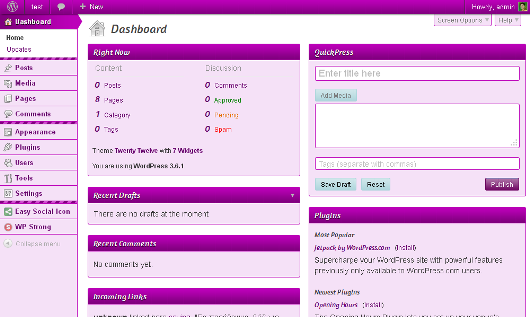 test
New
Howdy, admin
Screen Options
Help
Dashboard
Home
Updates
Posts
Media
Pages
Comments
Appearance
Plugins
Users
Tools
Settings
Easy Social Icon
WP Strong
Collapse menu
Dashboard
Right Now
Content
Discussion
0 Posts
0 Comments
8 Pages
0 Approved
1 Category
0 Pending
0 Tags
0 Spam
Theme Twenty Twelve with 7 Widgets
You are using WordPress 3.6.1.
Recent Drafts
There are no drafts at the moment
Recent Comments
No comments yet.
Incoming Links
QuickPress
Enter title here
Add Media
Tags (separate with commas)
Save Draft
Reset
Publish
Plugins
Most Popular
Jetpack by WordPress.com (Install)
Supercharge your WordPress site with powerful features
previously only available to WordPress.com users.
Newest Plugins
Opening Hours (Install)